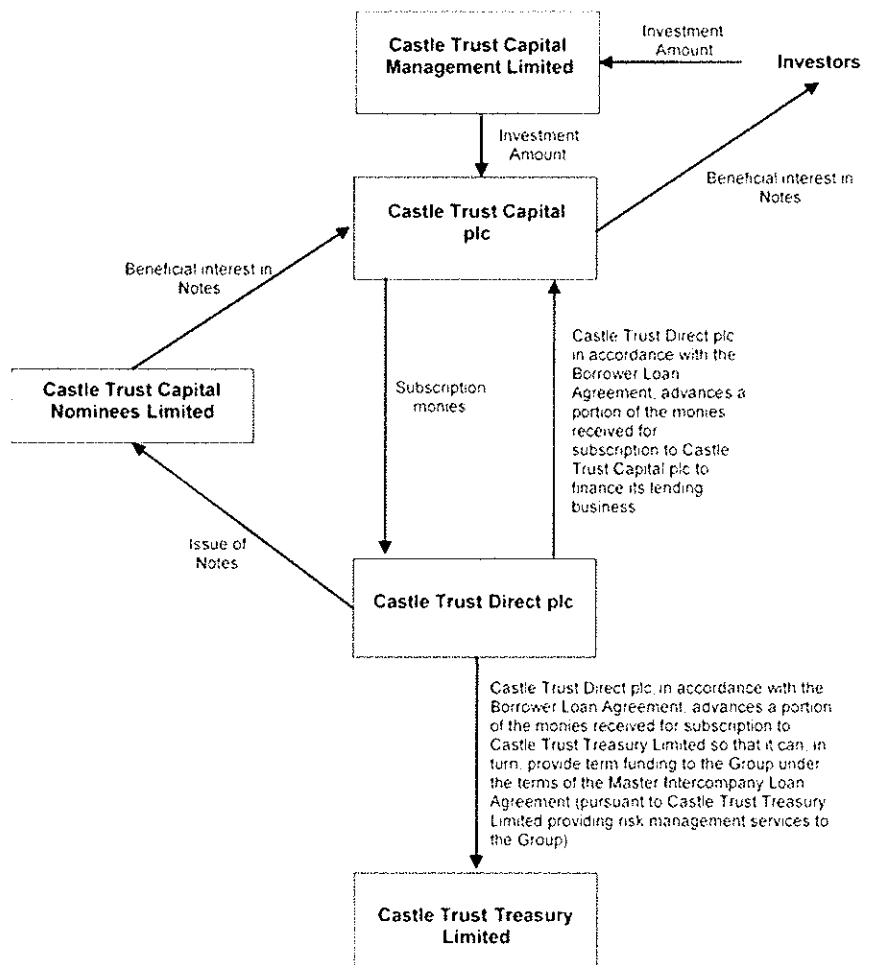 Castle Trust Capital
Management Limited
Investment
Amount
Investors
Investment
Amount
Beneficial interest in
Notes
Castle Trust Capital
plc
Beneficial interest in
Notes
Castle Trust Capital
Nominees Limited
Subscription
monies
Castle Trust Direct plc
in accordance with the
Borrower Loan
Agreement, advances a
portion of the monies
received for
subscription to Castle
Trust Capital plc to
finance its lending
business
Issue of
Notes
Castle Trust Direct plc
Castle Trust Direct plc, in accordance with the
Borrower Loan Agreement, advances a portion
of the monies received for subscription to
Castle Trust Treasury Limited so that it can, in
turn, provide term funding to the Group under
the terms of the Master Intercompany Loan
Agreement (pursuant to Castle Trust Treasury
Limited providing risk management services to
the Group)
Castle Trust Treasury
Limited